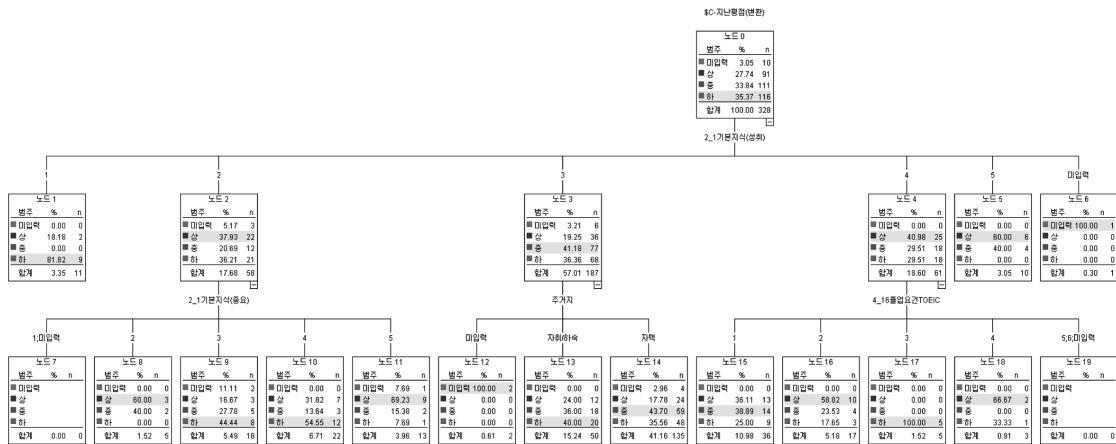 $C-지난평점(변환)
노드 0
범주 % n
미입력 3.05 10
상 27.74 91
중 33.84 111
하 35.37 116
합계 100.00 328
2_1기본지식(성취)
1 2 3 4 5 미입력
노드 1
범주 % n
미입력 0.00 0
상 18.18 2
중 0.00 0
하 81.82 9
합계 3.35 11
노드 2
범주 % n
미입력 5.17 3
상 37.93 22
중 20.69 12
하 36.21 21
합계 17.68 58
노드 3
범주 % n
미입력 3.21 6
상 19.25 36
중 41.18 77
하 36.36 68
합계 57.01 187
노드 4
범주 % n
상 40.98 25
중 29.51 18
하 29.51 18
합계 18.60 61
미입력 0.00 0
노드 5
범주 % n
미입력 0.00 0
상 60.00 6
중 40.00 4
하 0.00 0
합계 3.05 10
노드 6
범주 % n
미입력 100.00 1
상 0.00 0
중 0.00 0
하 0.00 0
합계 0.30 1
2_1기본지식(중요)
주거지
4_16졸업요건TOEIC
1;미입력 2 3 4 5 미입력 자취/하숙 자택 1 2 3 4 5;6;미입력
노드 7
범주 % n
미입력
상
중
하
합계 0.00 0
노드 8
범주 % n
미입력 0.00 0
상 60.00 3
중 40.00 2
하 0.00 0
합계 1.52 5
노드 9
범주 % n
미입력 11.11 2
상 16.67 3
중 27.78 5
하 44.44 8
합계 5.49 18
노드 10
범주 % n
미입력 0.00 0
상 31.82 7
중 13.64 3
하 54.55 12
합계 6.71 22
노드 11
범주 % n
미입력 7.69 1
상 69.23 9
중 15.38 2
하 7.69 1
합계 3.96 13
노드 12
범주 % n
미입력 100.00 2
상 0.00 0
중 0.00 0
하 0.00 0
합계 0.61 2
노드 13
범주 % n
미입력 0.00 0
상 24.00 12
중 36.00 18
하 40.00 20
합계 15.24 50
노드 14
범주 % n
미입력 2.96 4
상 17.78 24
중 43.70 59
하 35.56 48
합계 41.16 135
노드 15
범주 % n
미입력 0.00 0
상 36.11 13
중 38.89 14
하 25.00 9
합계 10.98 36
노드 16
범주 % n
미입력 0.00 0
상 58.82 10
중 23.53 4
하 17.65 3
합계 5.18 17
노드 17
범주 % n
미입력 0.00 0
상 0.00 0
중 0.00 0
하 100.00 5
합계 1.52 5
노드 18
범주 % n
미입력 0.00 0
상 66.67 2
중 0.00 0
하 33.33 1
합계 0.91 3
노드 19
범주 % n
미입력
상
중
하
합계 0.00 0